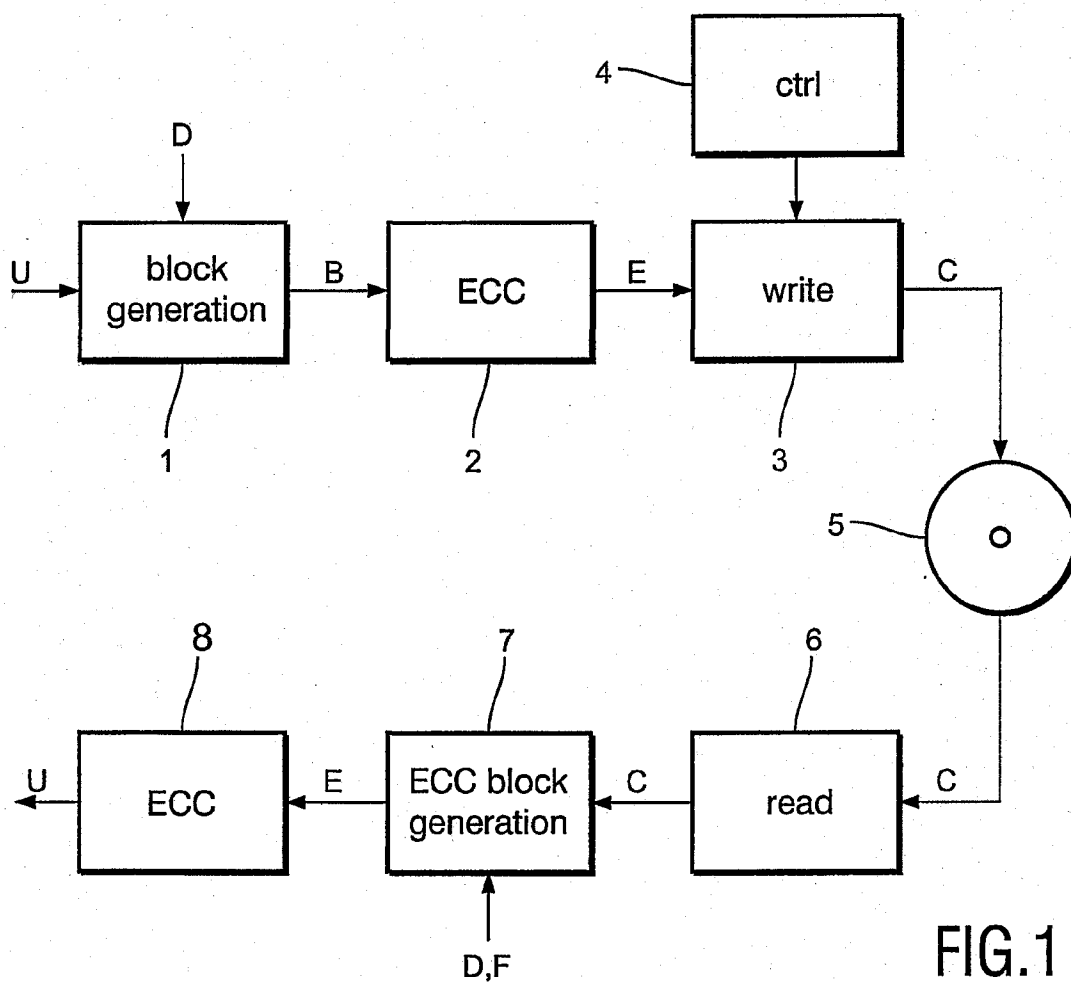 4
ctrl
D
U
block
generation
B
ECC
E
write
C
1
2
3
5
8
7
6
U
ECC
E
ECC block
generation
C
read
C
D,F
FIG.1